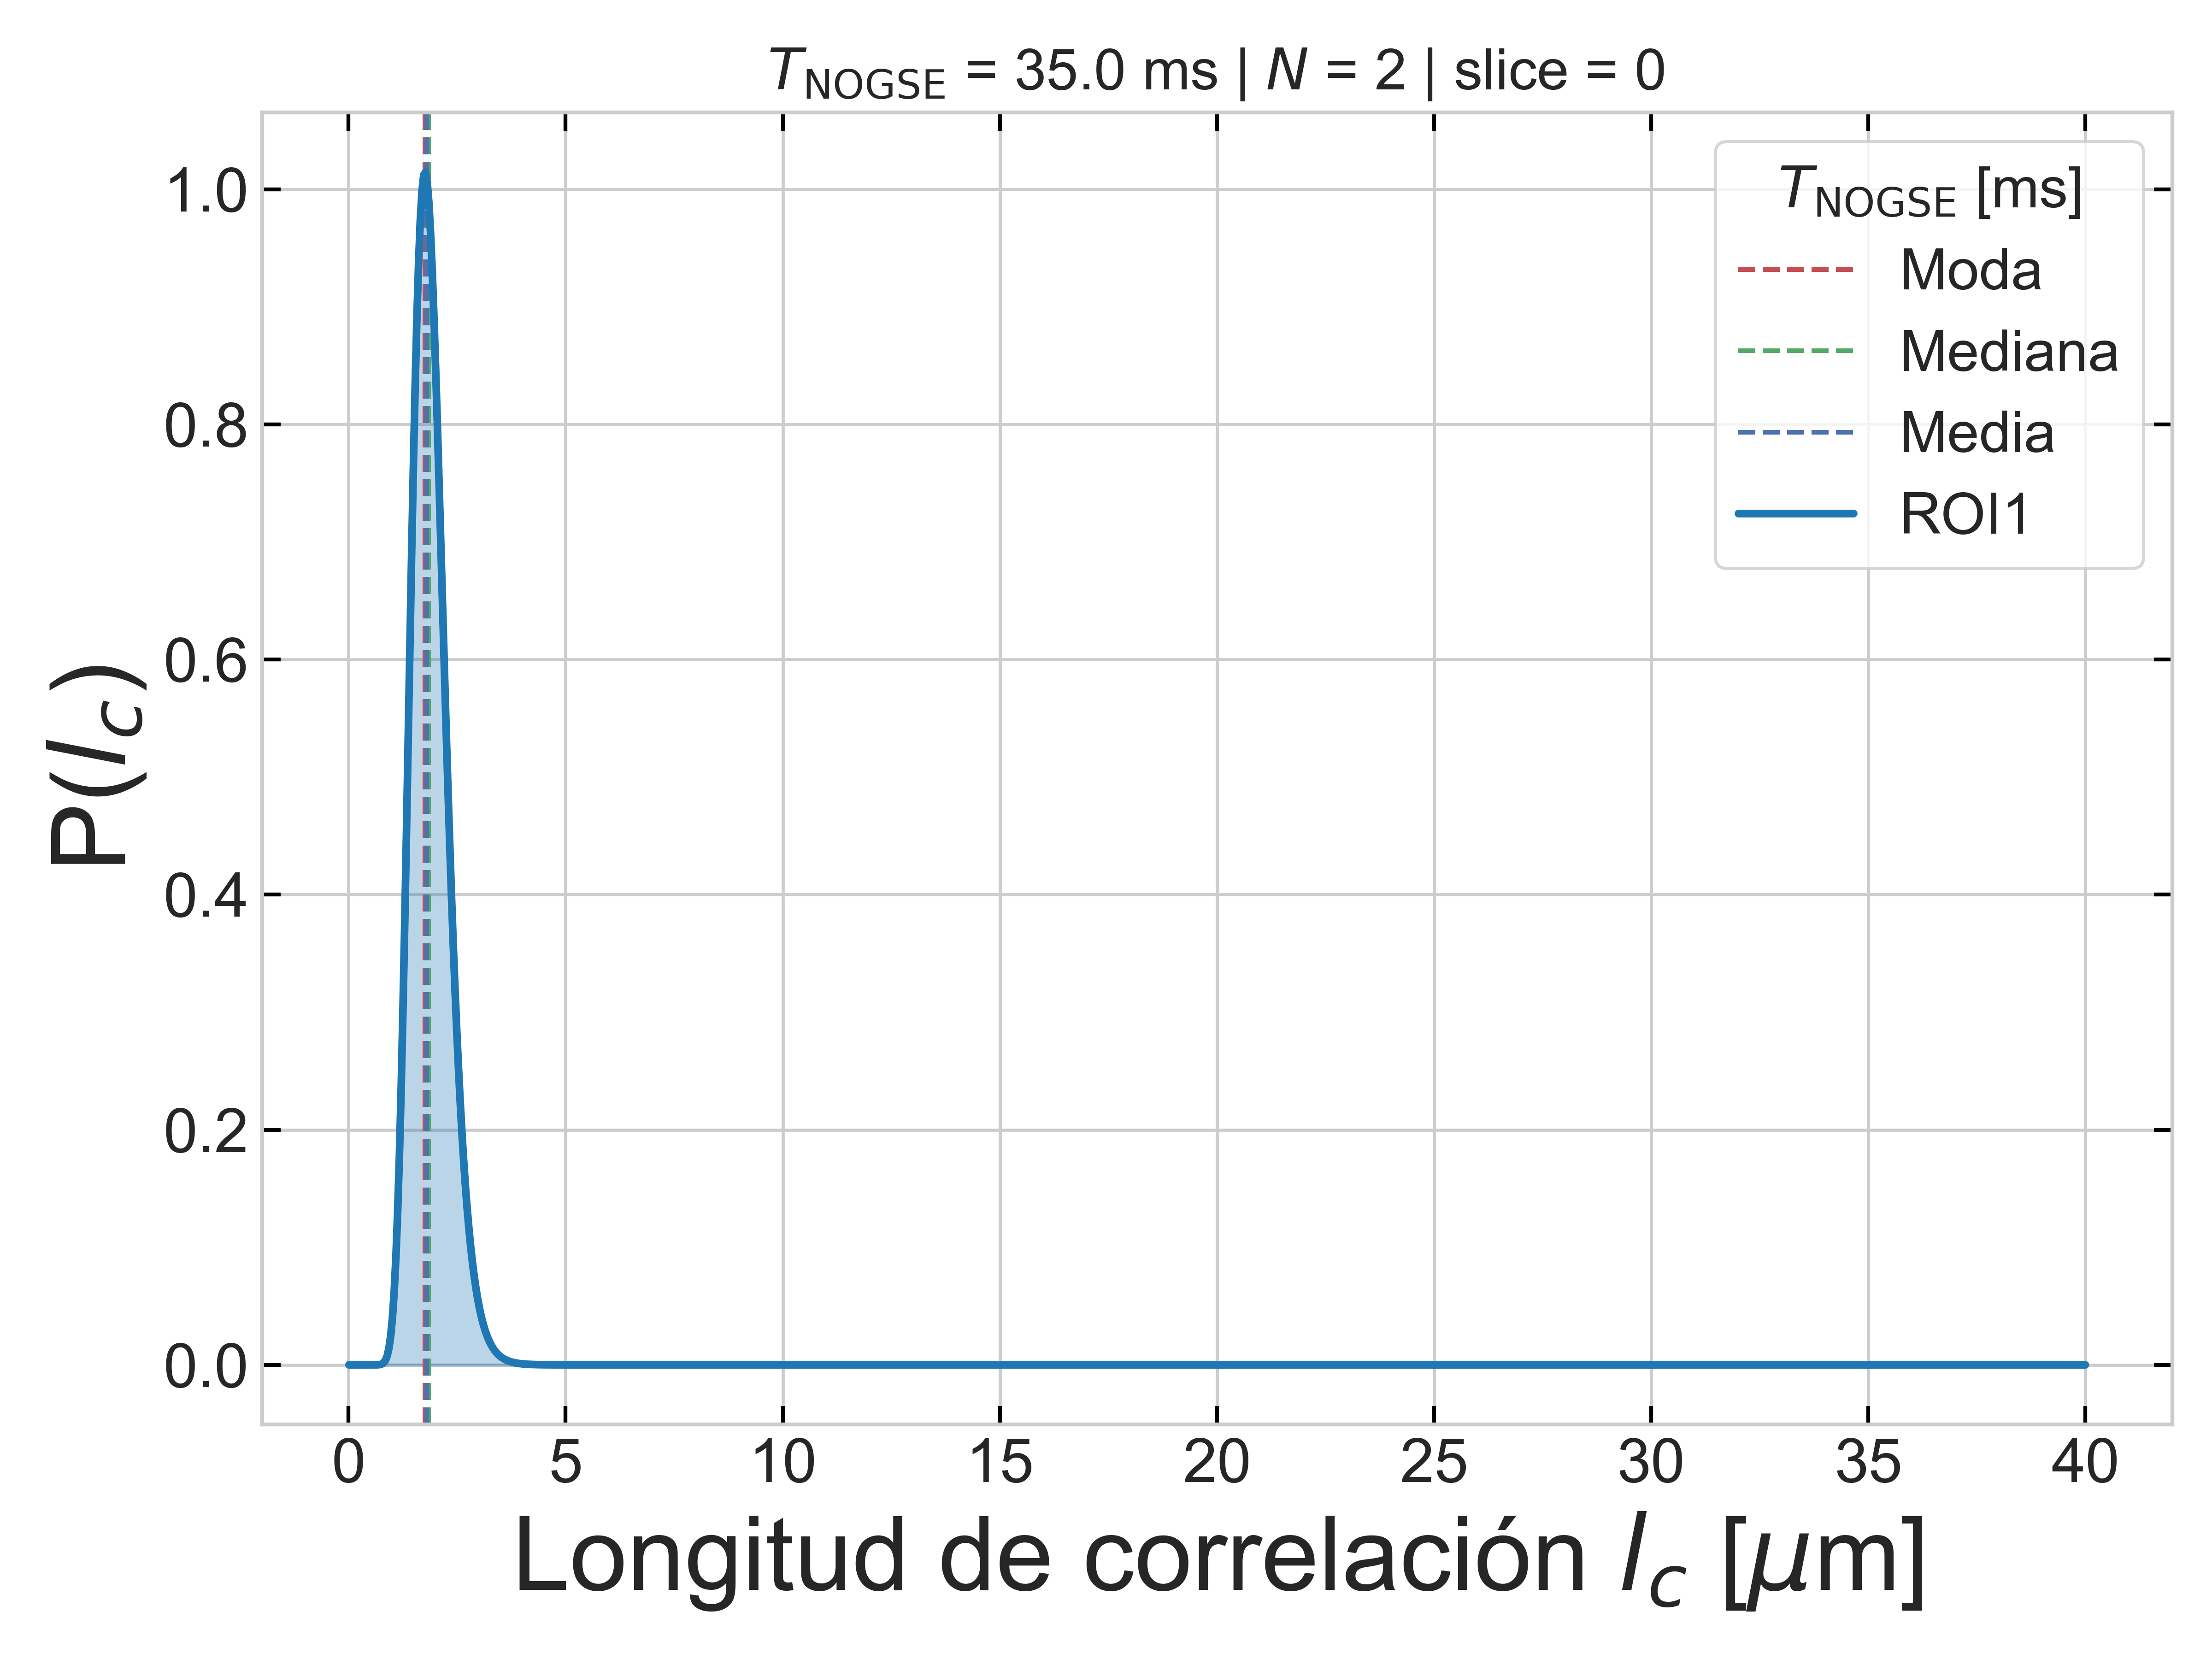 T_NOGSE = 35.0 ms | N = 2 | slice = 0
T_NOGSE [ms]
Moda
Mediana
Media
ROI1
P(l_c)
1.0
0.8
0.6
0.4
0.2
0.0
0 5 10 15 20 25 30 35 40
Longitud de correlación l_c [μm]